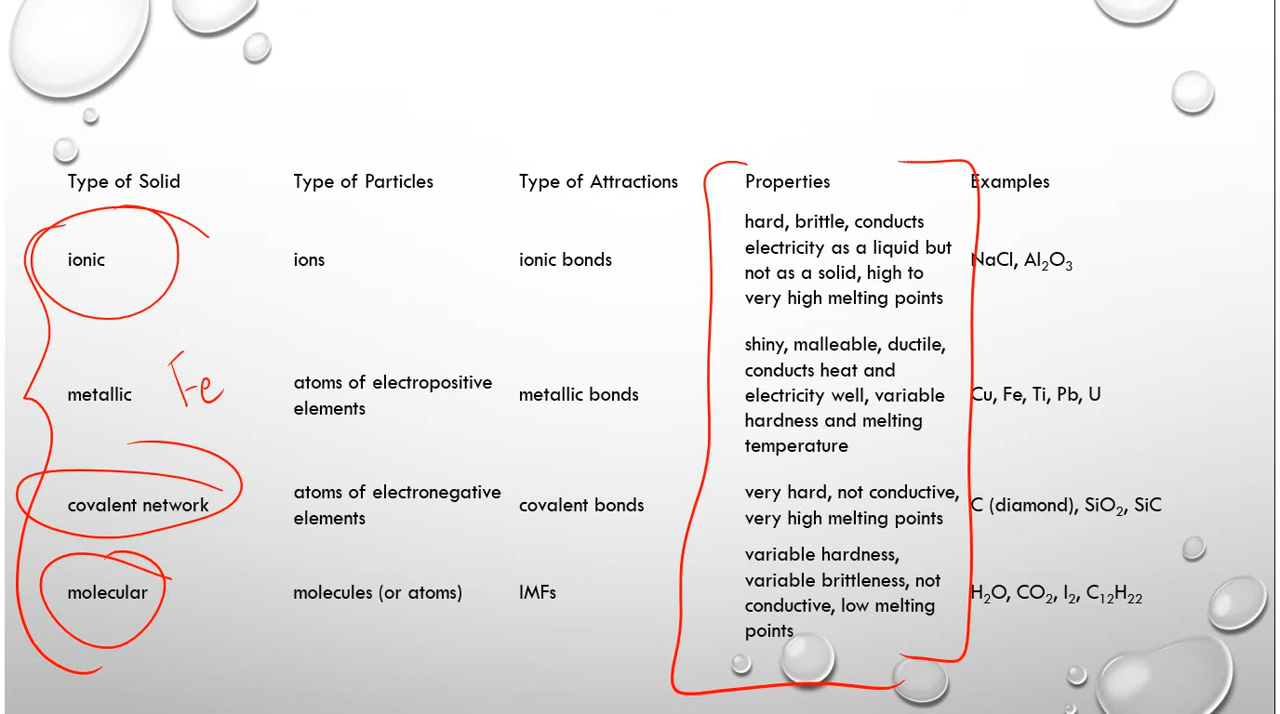 Type of Solid
Type of Particles
Type of Attractions
Properties
Examples
ionic
ions
ionic bonds
hard, brittle, conducts
electricity as a liquid but
not as a solid, high to
very high melting points
NaCl, Al₂O₃
metallic
Fe
atoms of electropositive
elements
metallic bonds
shiny, malleable, ductile,
conducts heat and
electricity well, variable
hardness and melting
temperature
Cu, Fe, Ti, Pb, U
covalent network
atoms of electronegative
elements
covalent bonds
very hard, not conductive,
very high melting points
C (diamond), SiO₂, SiC
molecular
molecules (or atoms)
IMFs
variable hardness,
variable brittleness, not
conductive, low melting
points
H₂O, CO₂, I₂, C₁₂H₂₂